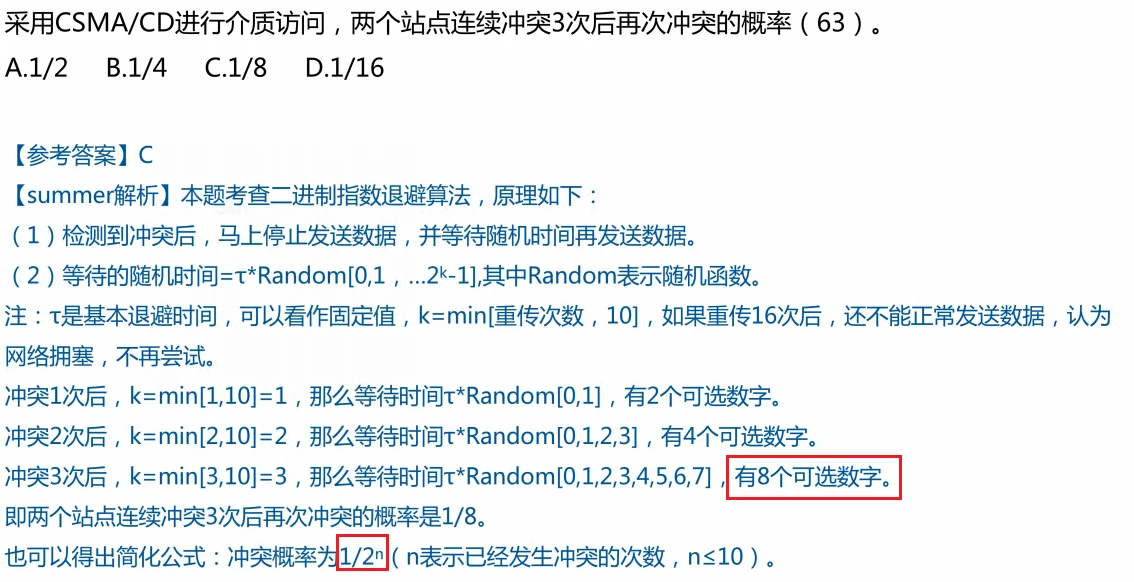 采用CSMA/CD进行介质访问，两个站点连续冲突3次后再次冲突的概率（63）。
A.1/2 B.1/4 C.1/8 D.1/16
【参考答案】C
【summer解析】本题考查二进制指数退避算法，原理如下：
（1）检测到冲突后，马上停止发送数据，并等待随机时间再发送数据。
（2）等待的随机时间=τ*Random[0,1，...2ᵏ-1],其中Random表示随机函数。
注：τ是基本退避时间，可以看作固定值，k=min[重传次数，10]，如果重传16次后，还不能正常发送数据，认为
网络拥塞，不再尝试。
冲突1次后，k=min[1,10]=1，那么等待时间τ*Random[0,1]，有2个可选数字。
冲突2次后，k=min[2,10]=2，那么等待时间τ*Random[0,1,2,3]，有4个可选数字。
冲突3次后，k=min[3,10]=3，那么等待时间τ*Random[0,1,2,3,4,5,6,7]，有8个可选数字。
即两个站点连续冲突3次后再次冲突的概率是1/8。
也可以得出简化公式：冲突概率为1/2ⁿ（n表示已经发生冲突的次数，n≤10）。